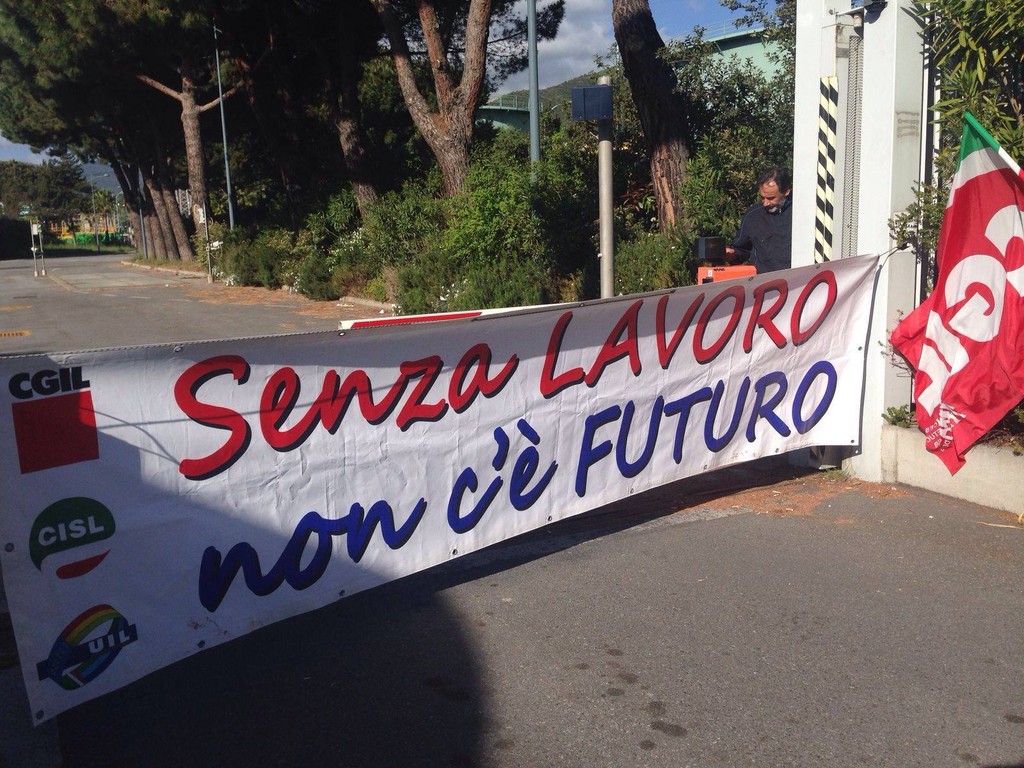 CGIL
Senza LAVORO
non c'è FUTURO
CISL
UIL